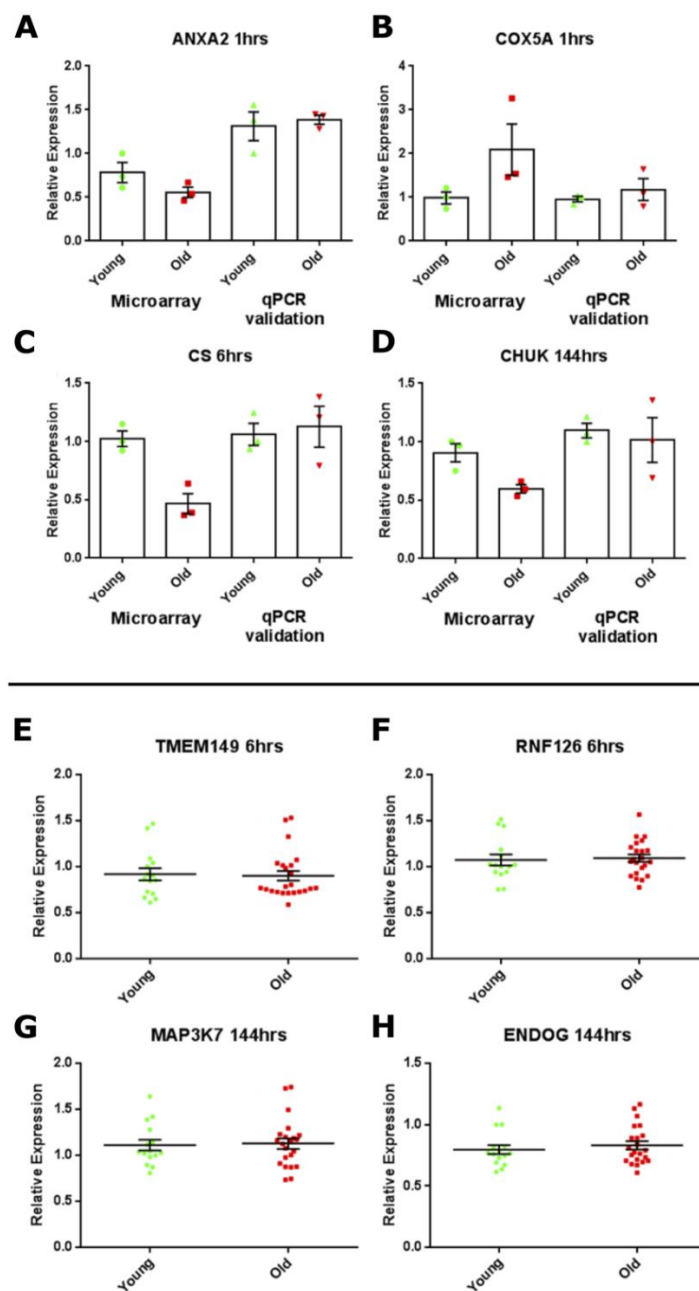 A
ANXA2 1hrs
Relative Expression
2.0
1.5
1.0
0.5
0.0
Young
Old
Young
Old
Microarray
qPCR
validation
B
COX5A 1hrs
Relative Expression
4
3
2
1
0
Young
Old
Young
Old
Microarray
qPCR
validation
C
CS 6hrs
Relative Expression
1.5
1.0
0.5
0.0
Young
Old
Young
Old
Microarray
qPCR
validation
D
CHUK 144hrs
Relative Expression
1.5
1.0
0.5
0.0
Young
Old
Young
Old
Microarray
qPCR
validation
E
TMEM149 6hrs
Relative Expression
2.0
1.5
1.0
0.5
0.0
Young
Old
F
RNF126 6hrs
Relative Expression
2.0
1.5
1.0
0.5
0.0
Young
Old
G
MAP3K7 144hrs
Relative Expression
2.0
1.5
1.0
0.5
0.0
Young
Old
H
ENDOG 144hrs
Relative Expression
1.5
1.0
0.5
0.0
Young
Old